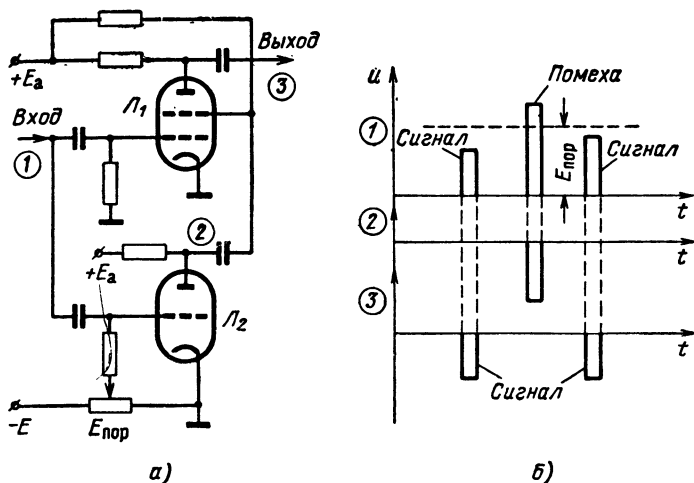 +Eа
Выход
③
Л₁
Вход
①
②
+Eа
Л₂
-E
Eпор
а)
u
Помеха
①
Сигнал
Eпор
Сигнал
t
②
t
③
t
Сигнал
б)